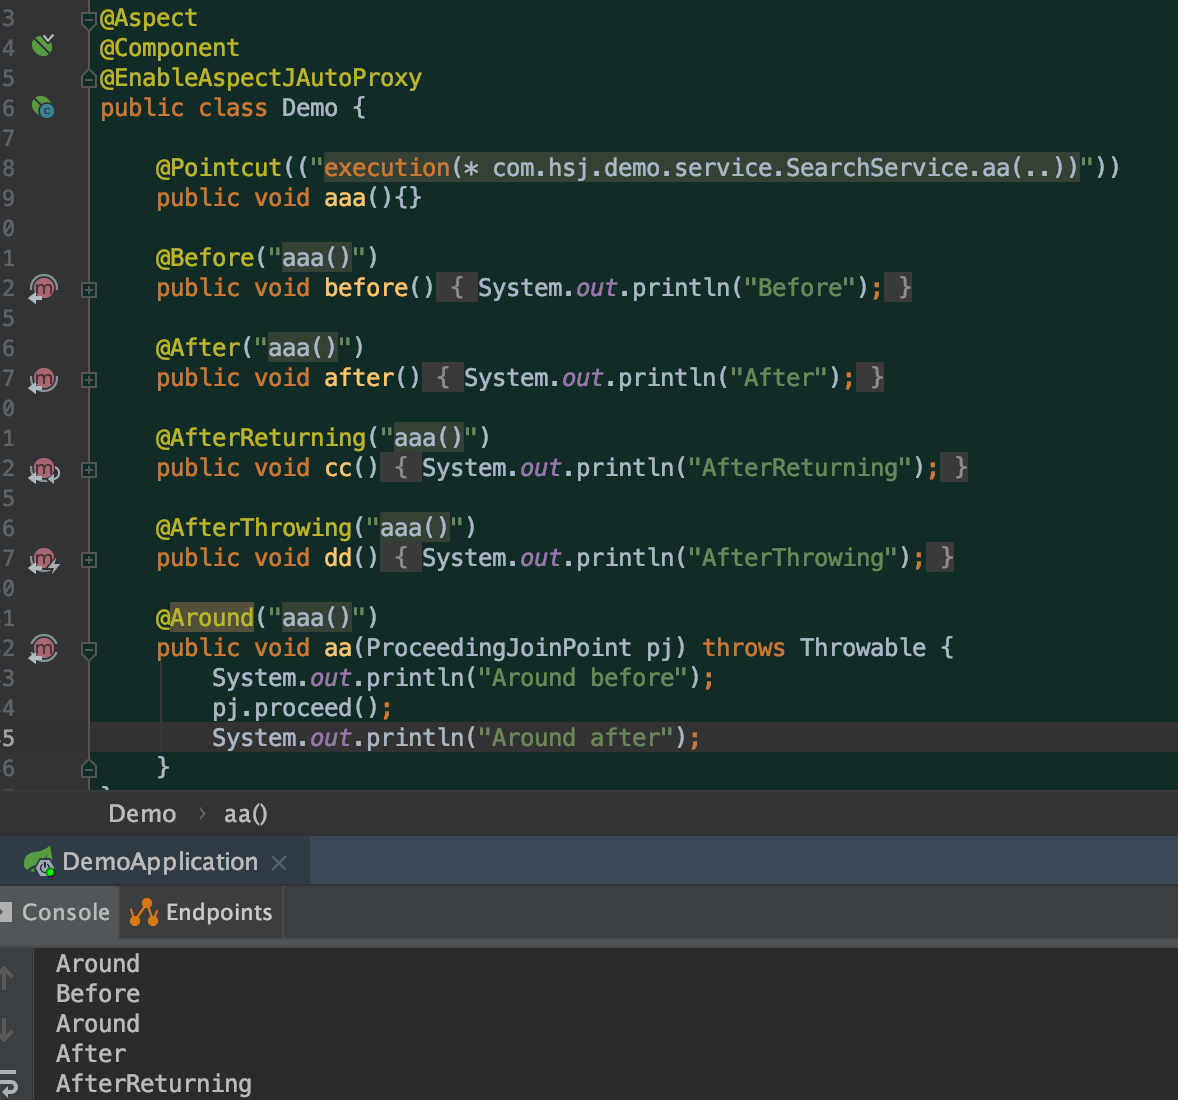 3 @Aspect
4 @Component
5 @EnableAspectJAutoProxy
6 public class Demo {
7
8 @Pointcut(("execution(* com.hsj.demo.service.SearchService.aa(..))"))
9 public void aaa(){}
0
1 @Before("aaa()")
2 public void before() { System.out.println("Before"); }
5
6 @After("aaa()")
7 public void after() { System.out.println("After"); }
0
1 @AfterReturning("aaa()")
2 public void cc() { System.out.println("AfterReturning"); }
5
6 @AfterThrowing("aaa()")
7 public void dd() { System.out.println("AfterThrowing"); }
0
1 @Around("aaa()")
2 public void aa(ProceedingJoinPoint pj) throws Throwable {
3 System.out.println("Around before");
4 pj.proceed();
5 System.out.println("Around after");
6 }
Demo › aa()
DemoApplication ×
Console Endpoints
Around
Before
Around
After
AfterReturning